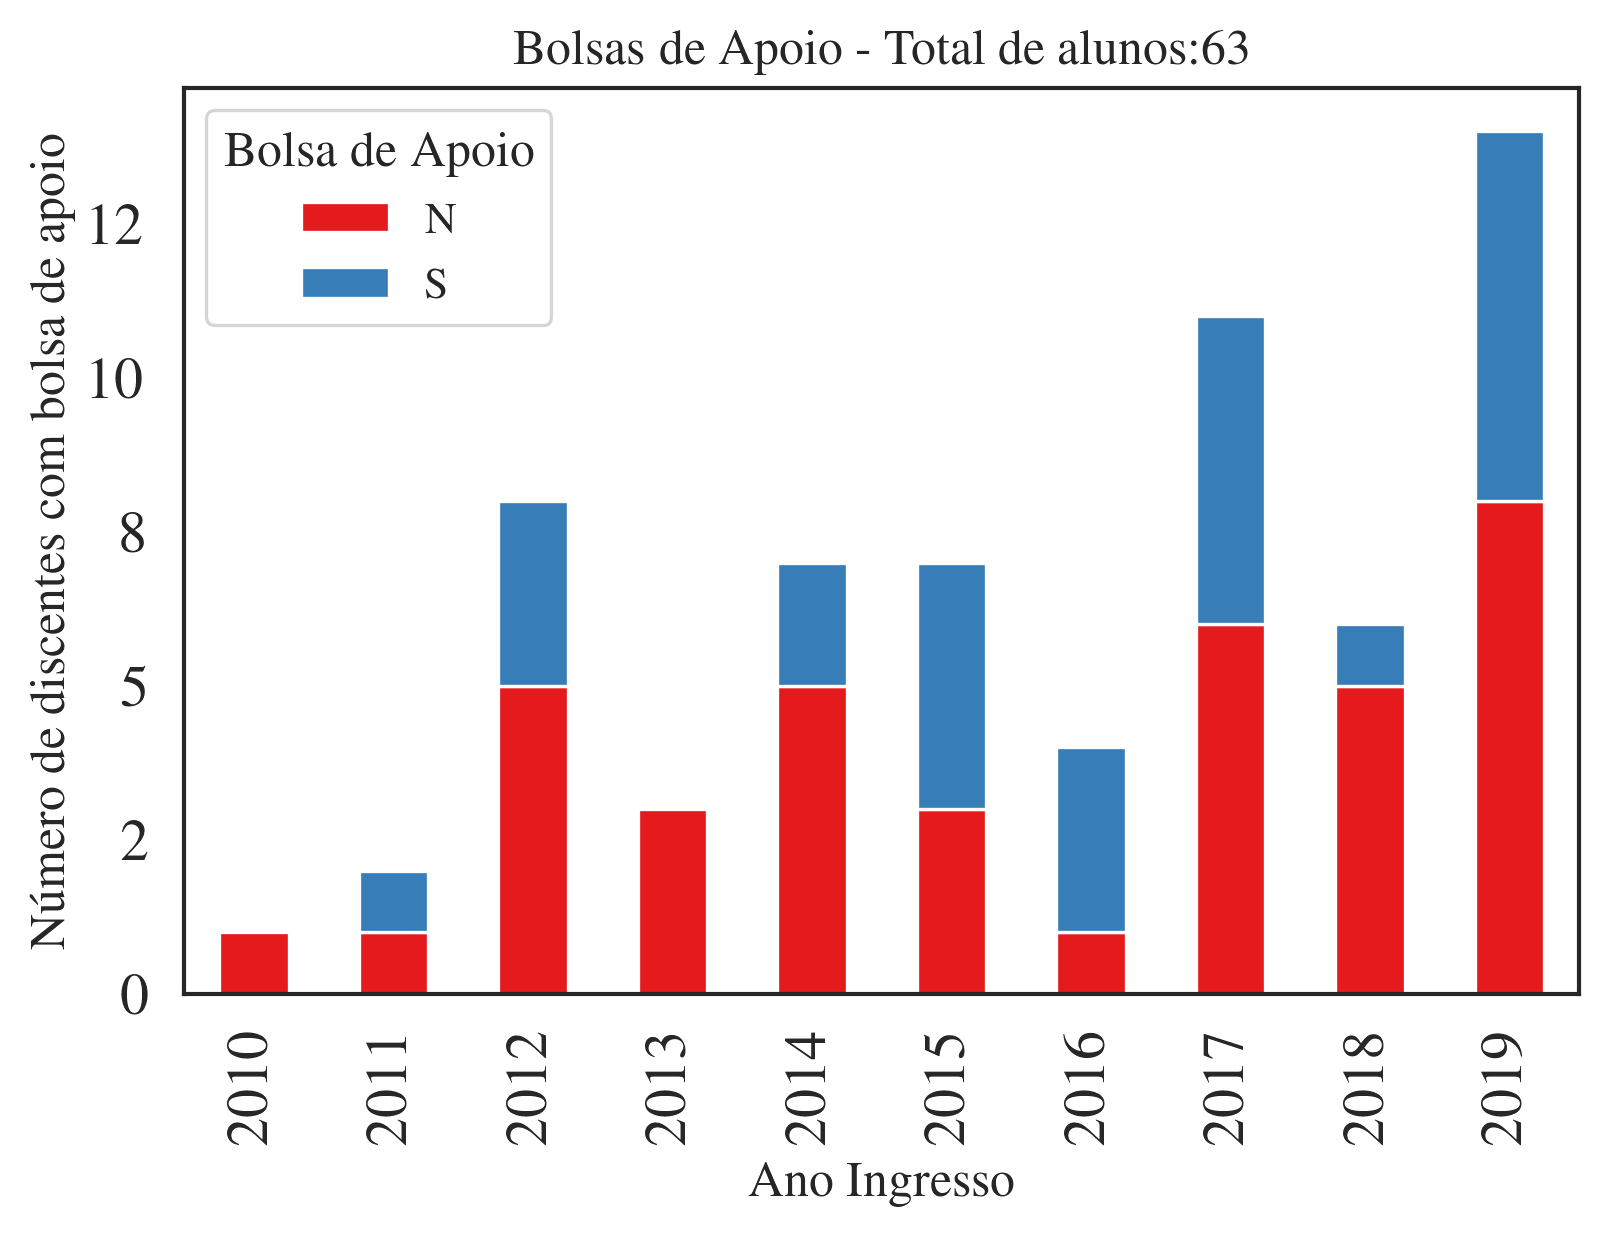 Bolsas de Apoio - Total de alunos:63
Bolsa de Apoio
N
S
Número de discentes com bolsa de apoio
12
10
8
5
2
0
2010
2011
2012
2013
2014
2015
2016
2017
2018
2019
Ano Ingresso